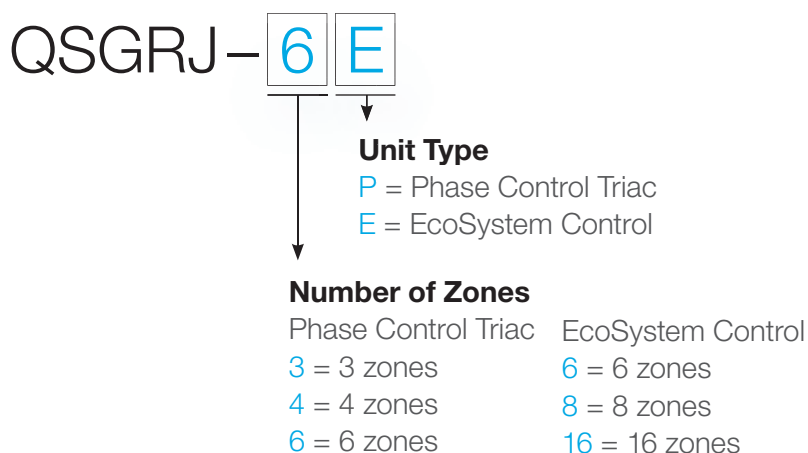 QSGRJ – 6 E
Unit Type
P = Phase Control Triac
E = EcoSystem Control
Number of Zones
Phase Control Triac EcoSystem Control
3 = 3 zones 6 = 6 zones
4 = 4 zones 8 = 8 zones
6 = 6 zones 16 = 16 zones